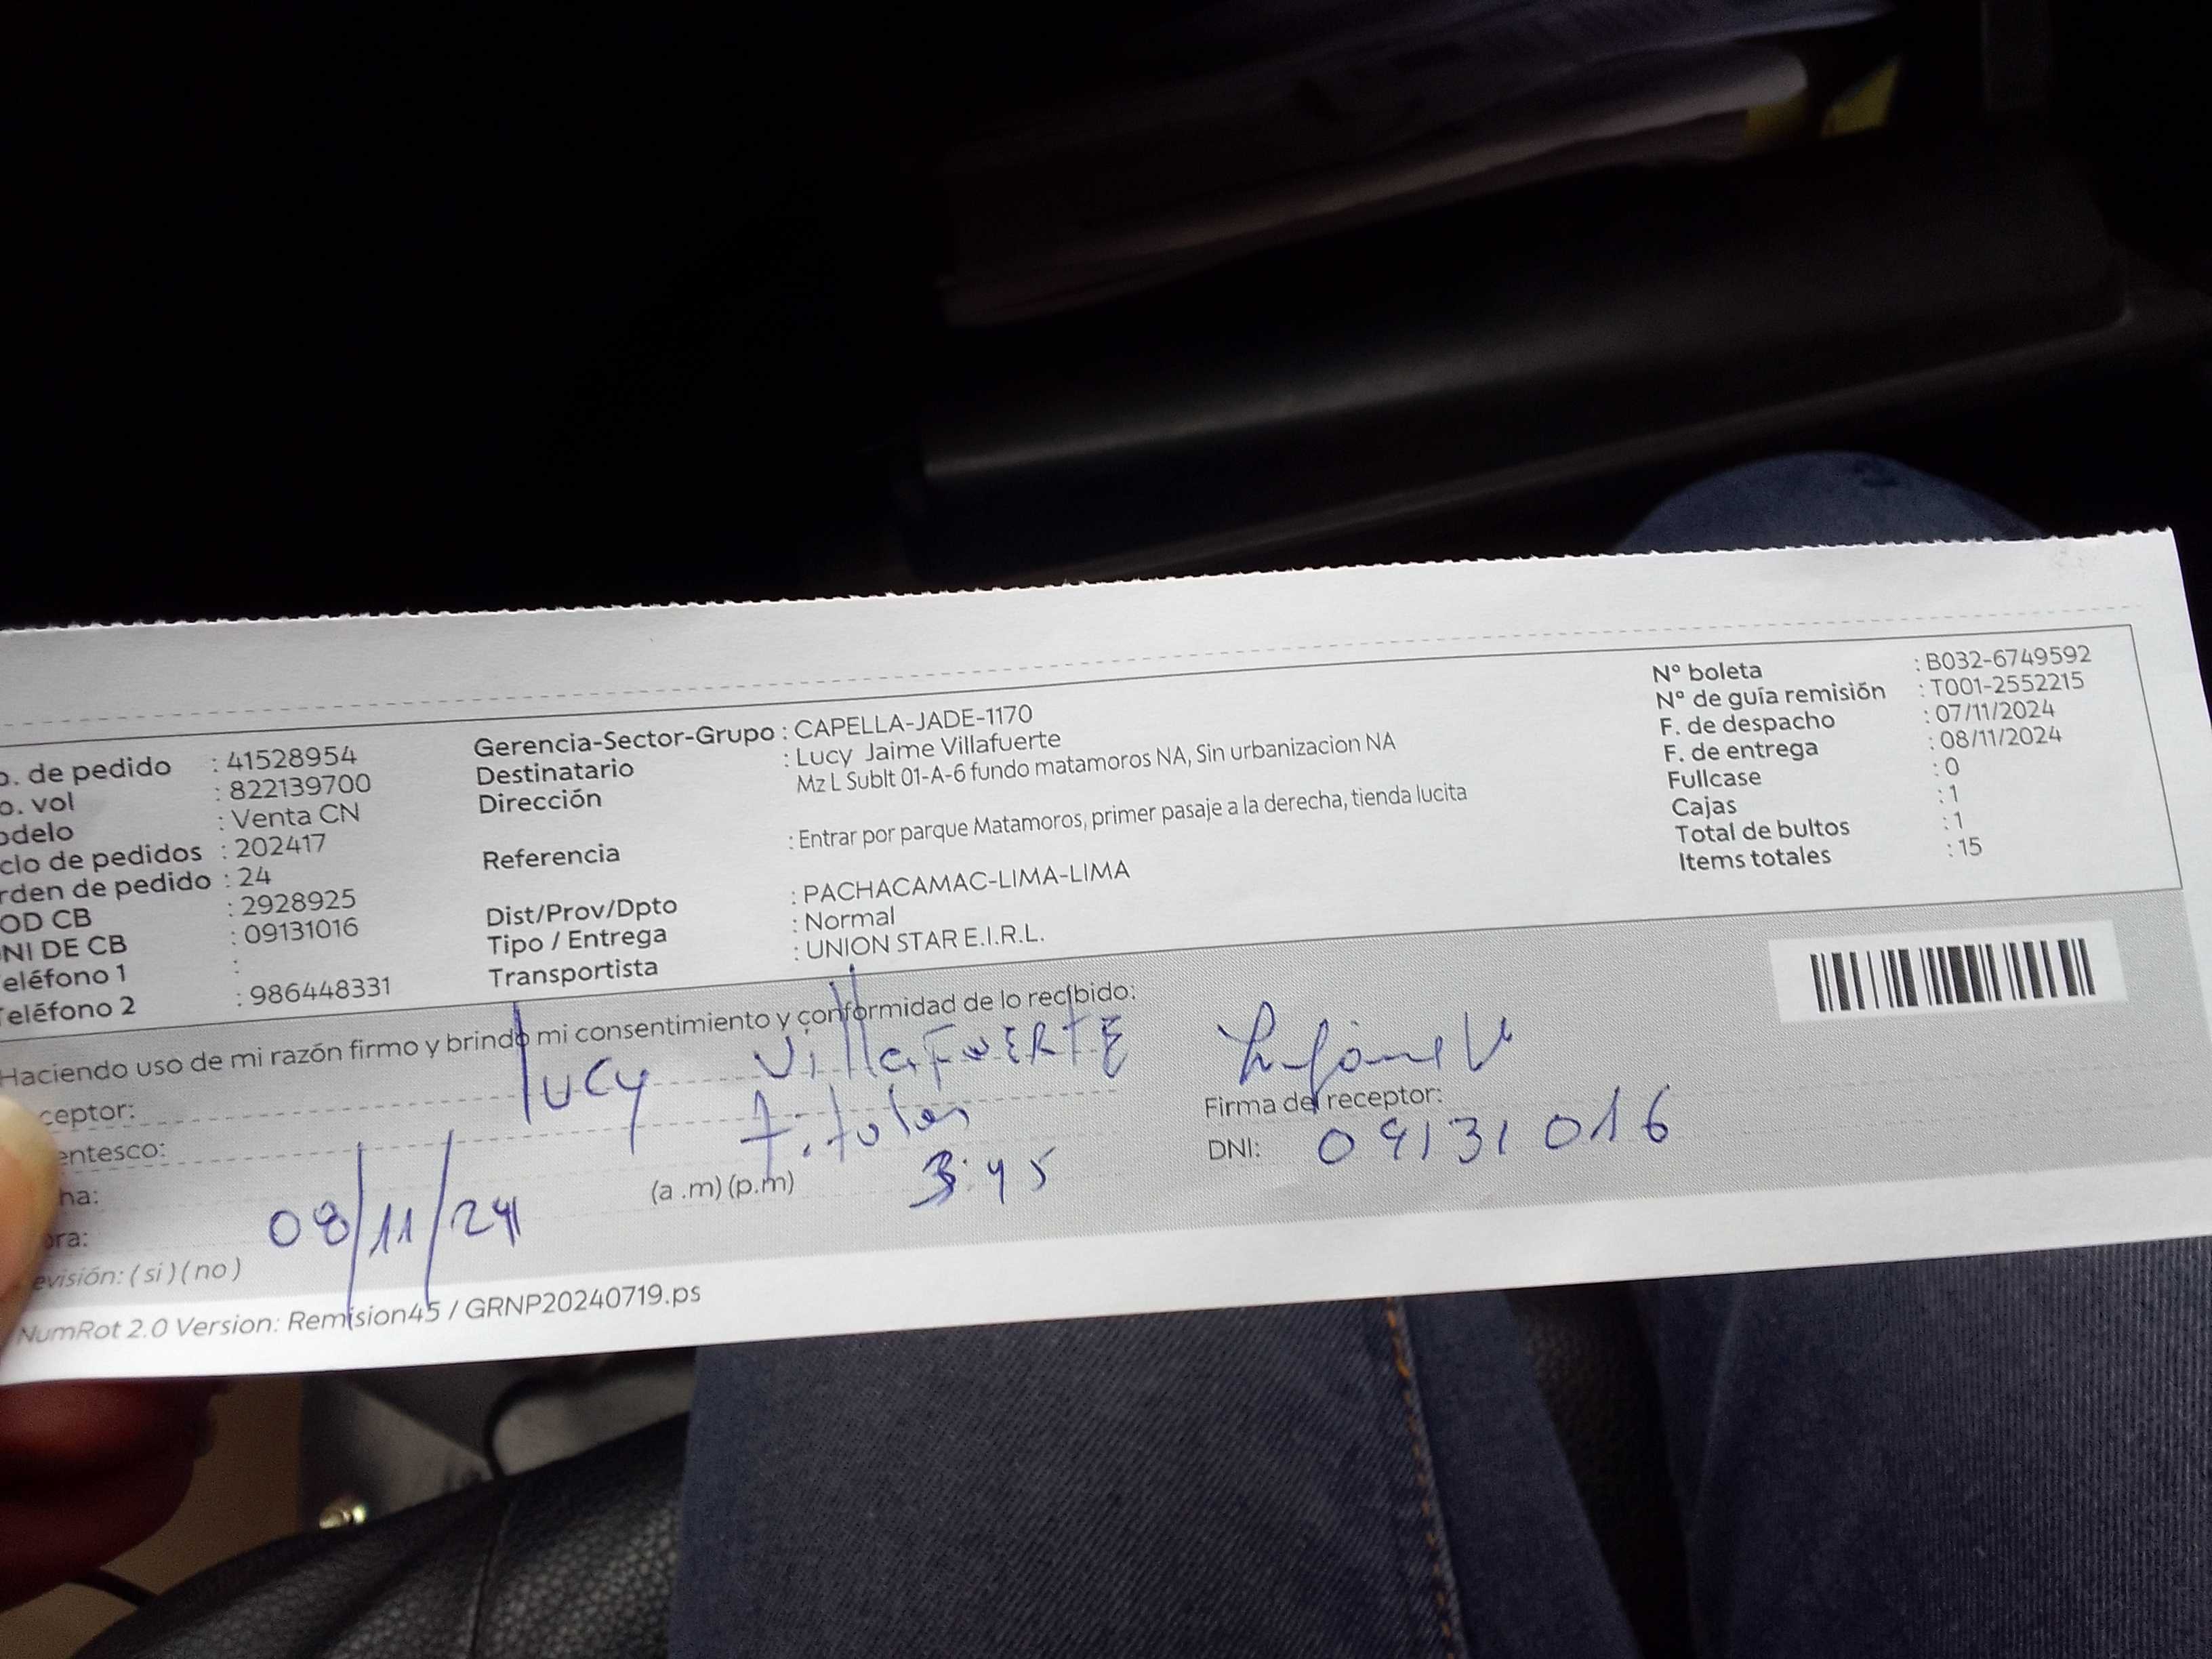 o. de pedido : 41528954
o. vol : 822139700
odelo : Venta CN
clo de pedidos : 202417
rden de pedido : 24
OD CB : 2928925
NI DE CB : 09131016
eléfono 1 :
eléfono 2 : 986448331
Gerencia-Sector-Grupo : CAPELLA-JADE-1170
Destinatario : Lucy Jaime Villafuerte
Dirección Mz L Sublt 01-A-6 fundo matamoros NA, Sin urbanizacion NA
Referencia : Entrar por parque Matamoros, primer pasaje a la derecha, tienda lucita
Dist/Prov/Dpto : PACHACAMAC-LIMA-LIMA
Tipo / Entrega : Normal
Transportista : UNION STAR E.I.R.L.
N° boleta : B032-6749592
N° de guía remisión : T001-2552215
F. de despacho : 07/11/2024
F. de entrega : 08/11/2024
Fullcase : 0
Cajas : 1
Total de bultos : 1
Items totales : 15
Haciendo uso de mi razón firmo y brindo mi consentimiento y conformidad de lo recibido:
ceptor: lucy villaFuERTE
entesco: titular
ha: 08/11/24
ora: (a .m) (p.m) 3:45
Firma del receptor:
DNI: 09131016
evisión: ( si ) ( no )
NumRot 2.0 Version: Remision45 / GRNP20240719.ps